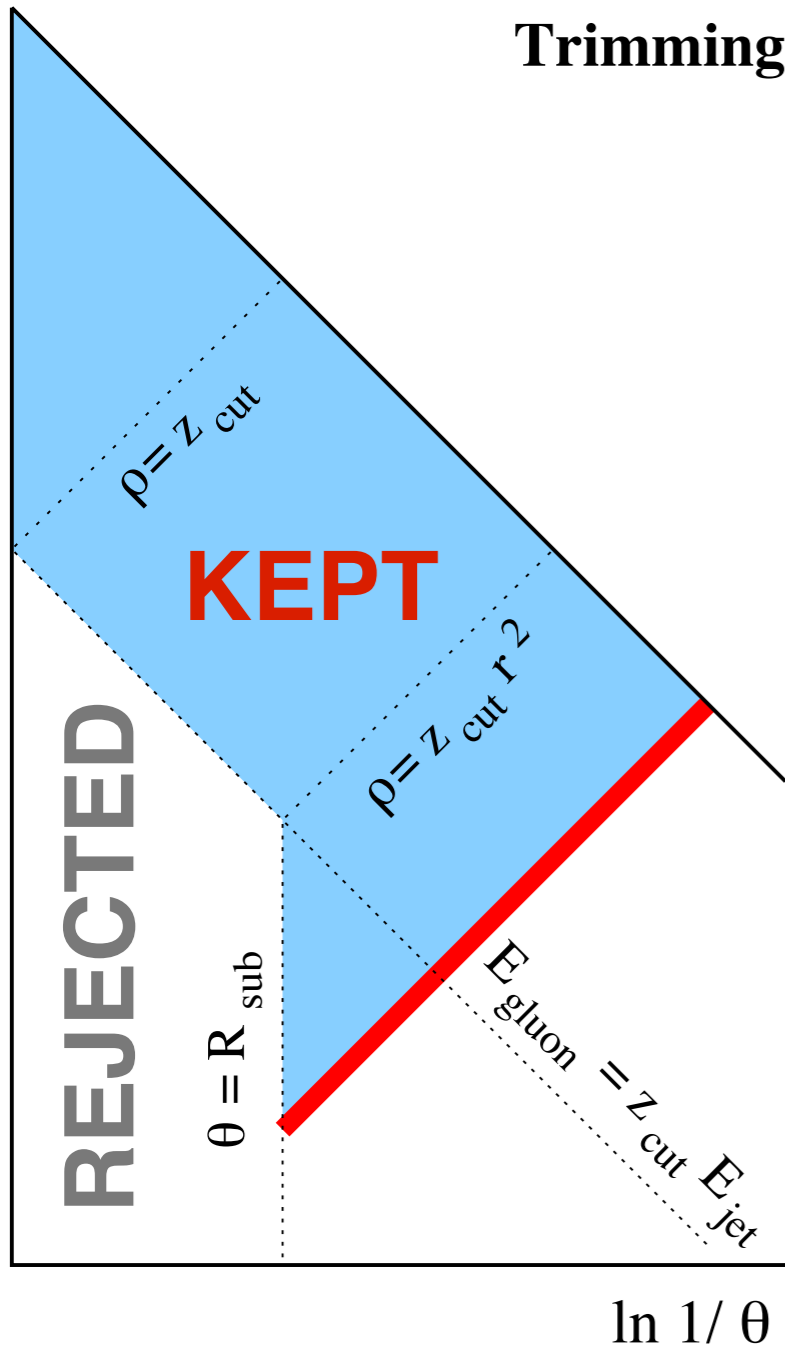 Trimming
ρ= z cut
KEPT
ρ= z cut r 2
REJECTED
θ = R sub
E gluon = z cut E jet
ln 1/ θ